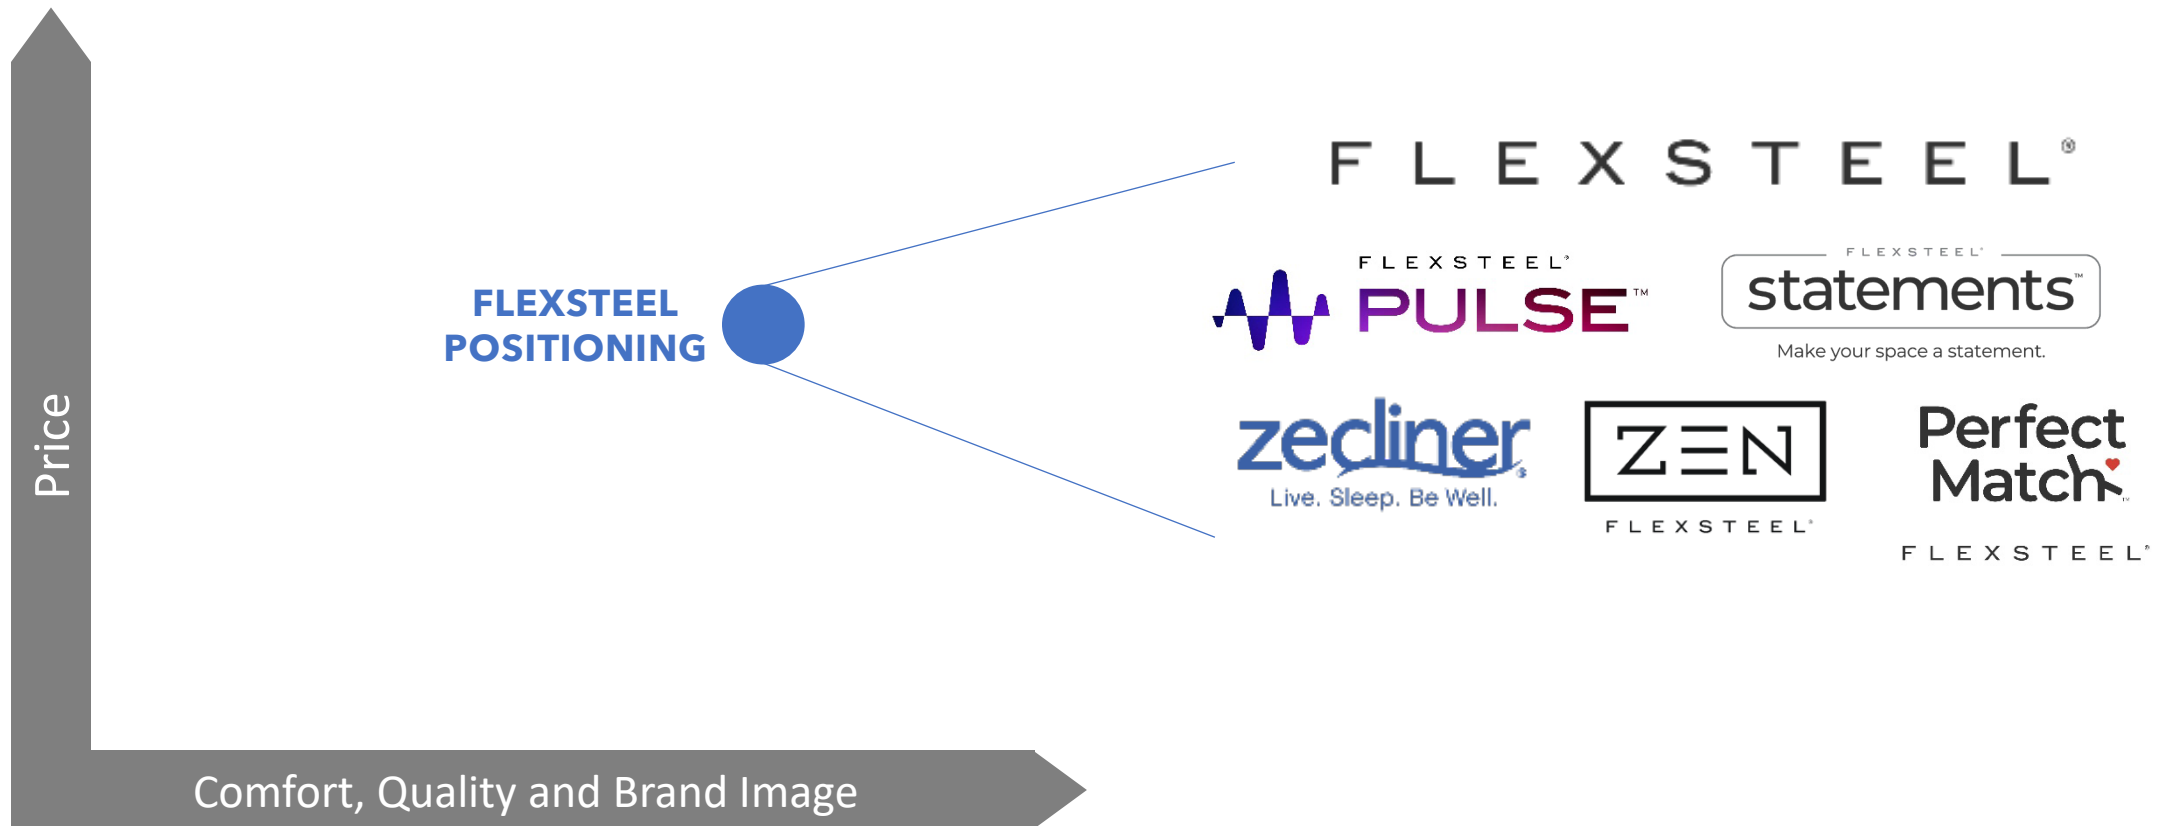 Price
FLEXSTEEL
POSITIONING
FLEXSTEEL®
FLEXSTEEL®
PULSE™
FLEXSTEEL®
statements™
Make your space a statement.
zecliner®
Live. Sleep. Be Well.
ZEN
FLEXSTEEL®
Perfect
Match™
FLEXSTEEL®
Comfort, Quality and Brand Image